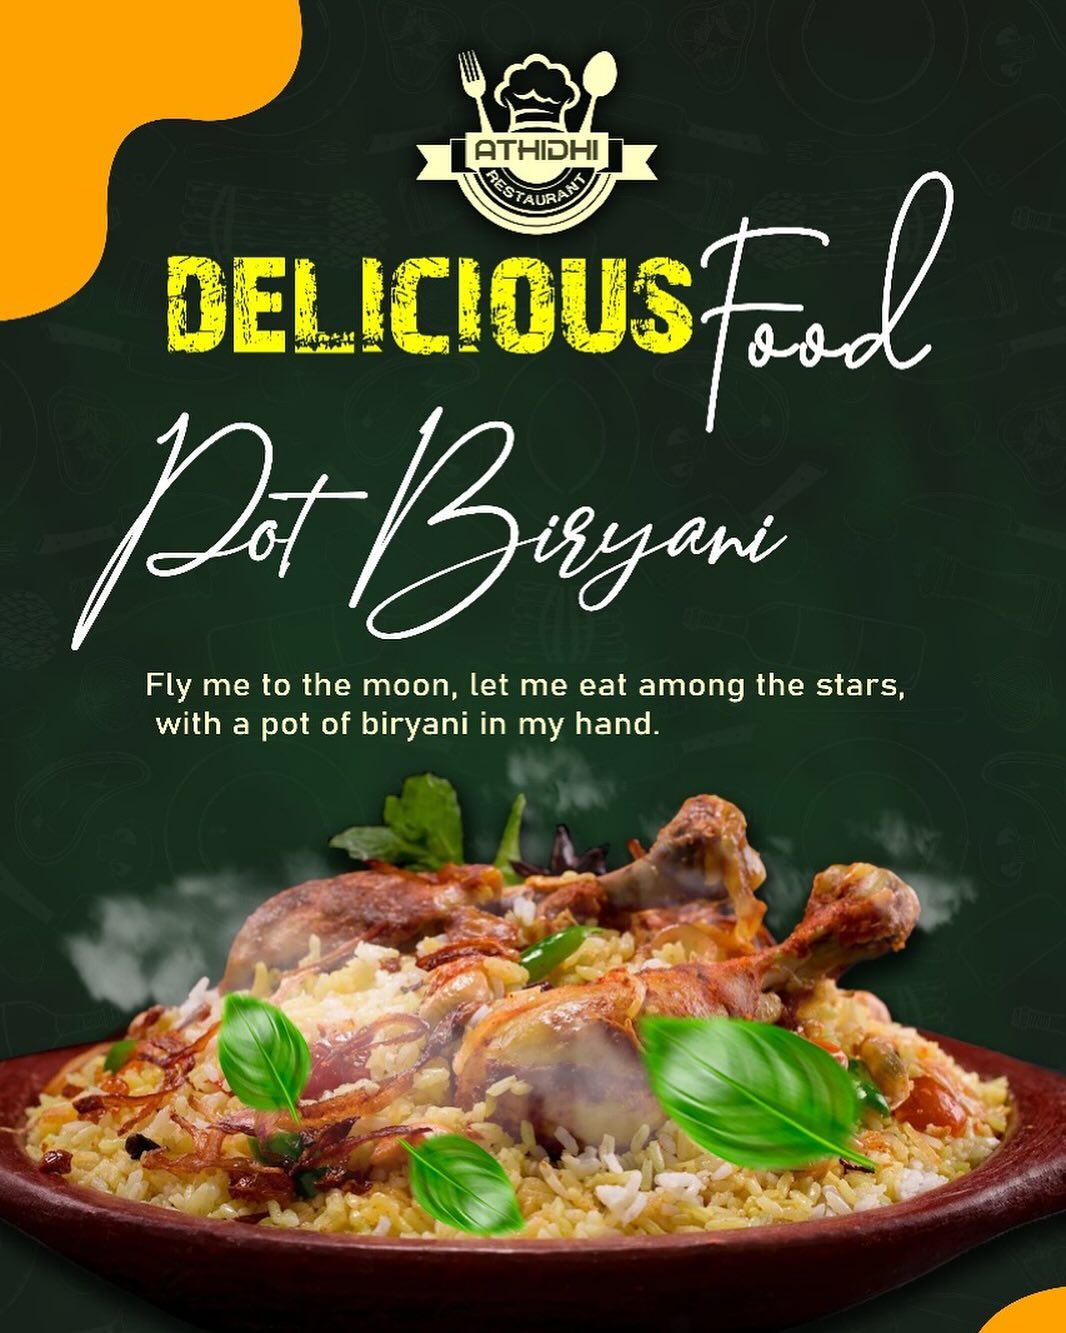 ATHIDHI
RESTAURANT
DELICIOUS Food
Pot Biryani
Fly me to the moon, let me eat among the stars,
with a pot of biryani in my hand.